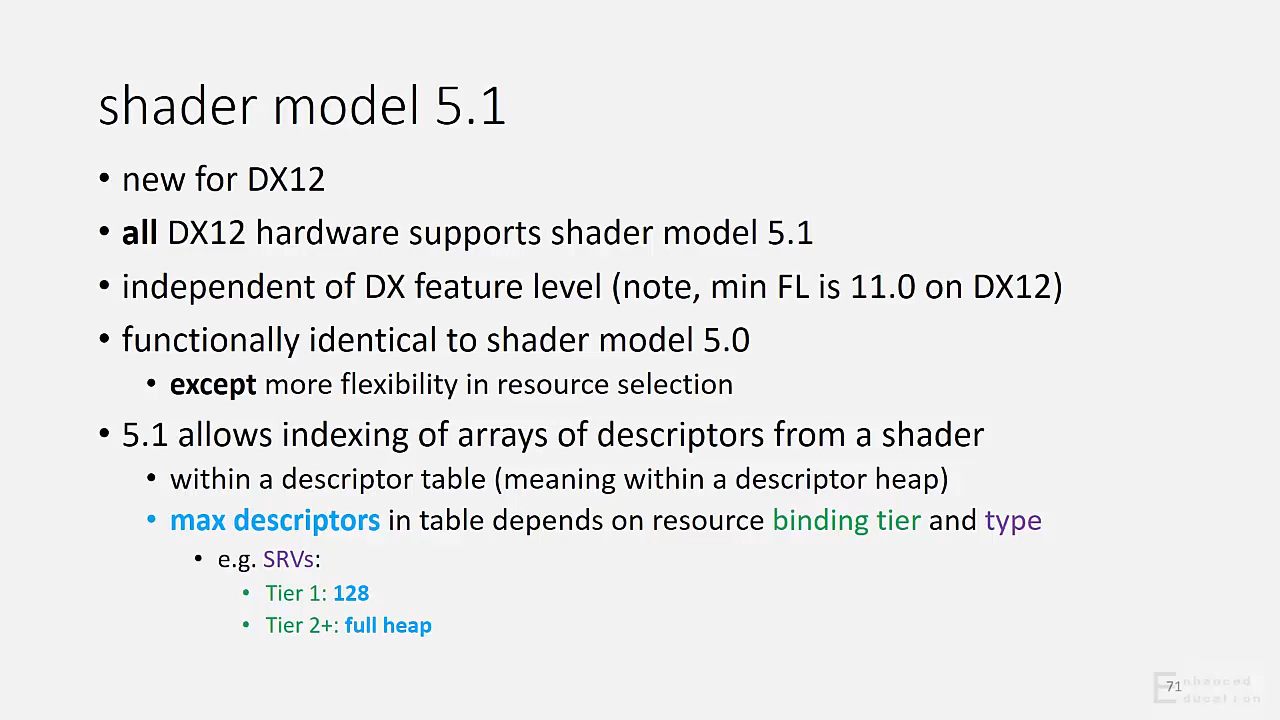 shader model 5.1
• new for DX12
• all DX12 hardware supports shader model 5.1
• independent of DX feature level (note, min FL is 11.0 on DX12)
• functionally identical to shader model 5.0
• except more flexibility in resource selection
• 5.1 allows indexing of arrays of descriptors from a shader
• within a descriptor table (meaning within a descriptor heap)
• max descriptors in table depends on resource binding tier and type
• e.g. SRVs:
• Tier 1: 128
• Tier 2+: full heap
71
Enhanced
Education